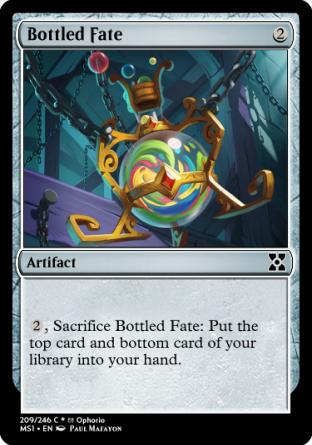 Bottled Fate 2
Artifact
2, Sacrifice Bottled Fate: Put the
top card and bottom card of your
library into your hand.
209/246 C * Ophorio
MS1 • EN Paul Mafayon